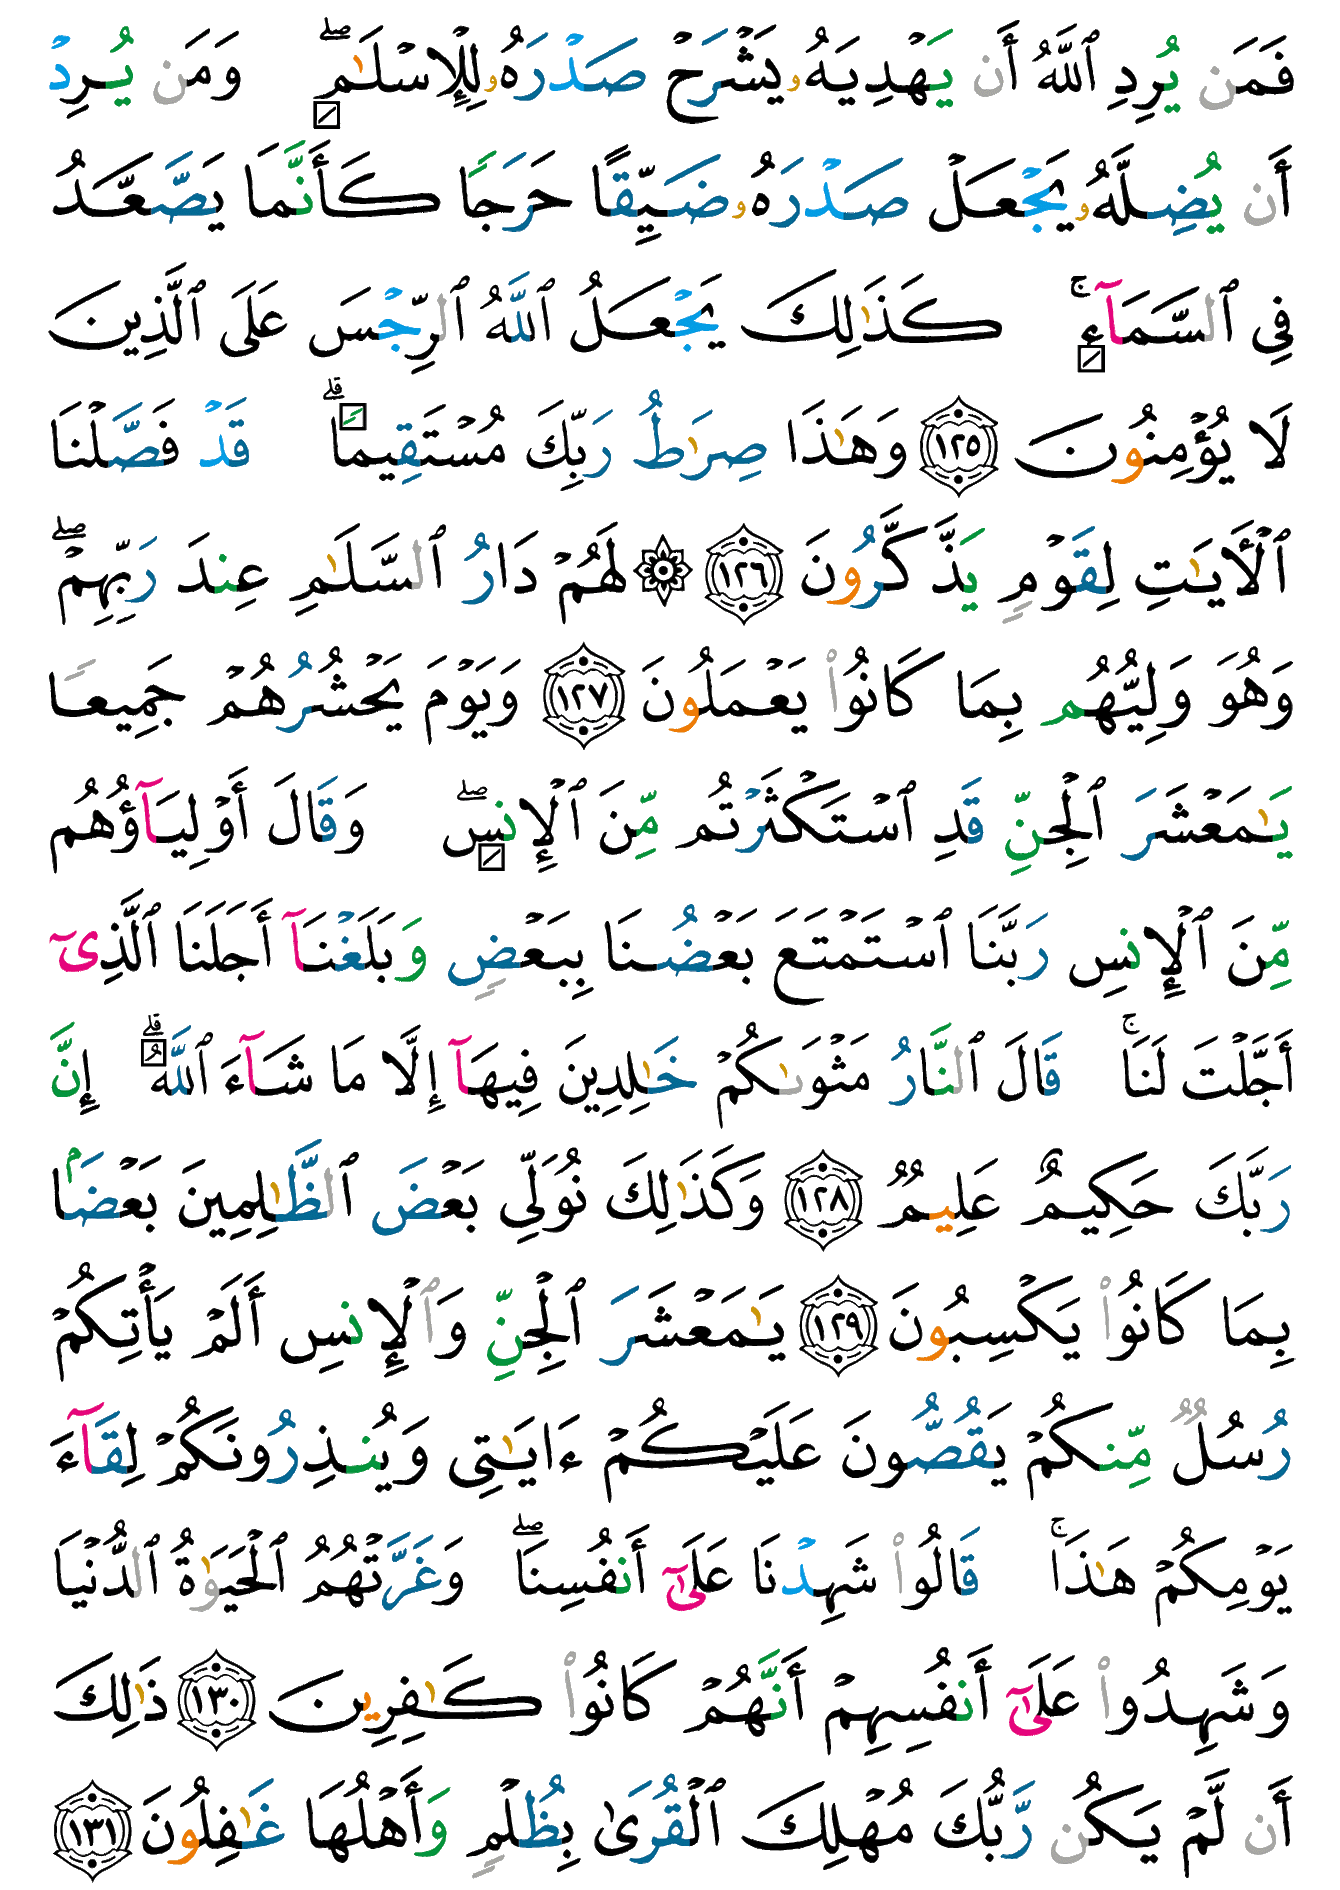 فَمَن يُرِدِ ٱللَّهُ أَن يَهْدِيَهُۥ يَشْرَحْ صَدْرَهُۥ لِلْإِسْلَٰمِ ۖ وَمَن يُرِدْ
أَن يُضِلَّهُۥ يَجْعَلْ صَدْرَهُۥ ضَيِّقًا حَرَجًا كَأَنَّمَا يَصَّعَّدُ
فِى ٱلسَّمَآءِ ۚ كَذَٰلِكَ يَجْعَلُ ٱللَّهُ ٱلرِّجْسَ عَلَى ٱلَّذِينَ
لَا يُؤْمِنُونَ ١٢٥ وَهَٰذَا صِرَٰطُ رَبِّكَ مُسْتَقِيمًا ۗ قَدْ فَصَّلْنَا
ٱلْأَيَٰتِ لِقَوْمٍ يَذَّكَّرُونَ ١٢٦ ۞ لَهُمْ دَارُ ٱلسَّلَٰمِ عِندَ رَبِّهِمْ ۖ
وَهُوَ وَلِيُّهُم بِمَا كَانُوا۟ يَعْمَلُونَ ١٢٧ وَيَوْمَ يَحْشُرُهُمْ جَمِيعًا
يَٰمَعْشَرَ ٱلْجِنِّ قَدِ ٱسْتَكْثَرْتُم مِّنَ ٱلْإِنسِ ۖ وَقَالَ أَوْلِيَآؤُهُم
مِّنَ ٱلْإِنسِ رَبَّنَا ٱسْتَمْتَعَ بَعْضُنَا بِبَعْضٍ وَبَلَغْنَآ أَجَلَنَا ٱلَّذِىٓ
أَجَّلْتَ لَنَا ۚ قَالَ ٱلنَّارُ مَثْوَىٰكُمْ خَٰلِدِينَ فِيهَآ إِلَّا مَا شَآءَ ٱللَّهُ ۗ إِنَّ
رَبَّكَ حَكِيمٌ عَلِيمٌ ١٢٨ وَكَذَٰلِكَ نُوَلِّى بَعْضَ ٱلظَّٰلِمِينَ بَعْضًۢا
بِمَا كَانُوا۟ يَكْسِبُونَ ١٢٩ يَٰمَعْشَرَ ٱلْجِنِّ وَٱلْإِنسِ أَلَمْ يَأْتِكُمْ
رُسُلٌ مِّنكُمْ يَقُصُّونَ عَلَيْكُمْ ءَايَٰتِى وَيُنذِرُونَكُمْ لِقَآءَ
يَوْمِكُمْ هَٰذَا ۚ قَالُوا۟ شَهِدْنَا عَلَىٰٓ أَنفُسِنَا ۖ وَغَرَّتْهُمُ ٱلْحَيَوٰةُ ٱلدُّنْيَا
وَشَهِدُوا۟ عَلَىٰٓ أَنفُسِهِمْ أَنَّهُمْ كَانُوا۟ كَٰفِرِينَ ١٣٠ ذَٰلِكَ
أَن لَّمْ يَكُن رَّبُّكَ مُهْلِكَ ٱلْقُرَىٰ بِظُلْمٍ وَأَهْلُهَا غَٰفِلُونَ ١٣١